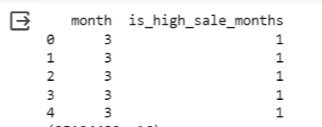 month is_high_sale_months
0 3 1
1 3 1
2 3 1
3 3 1
4 3 1